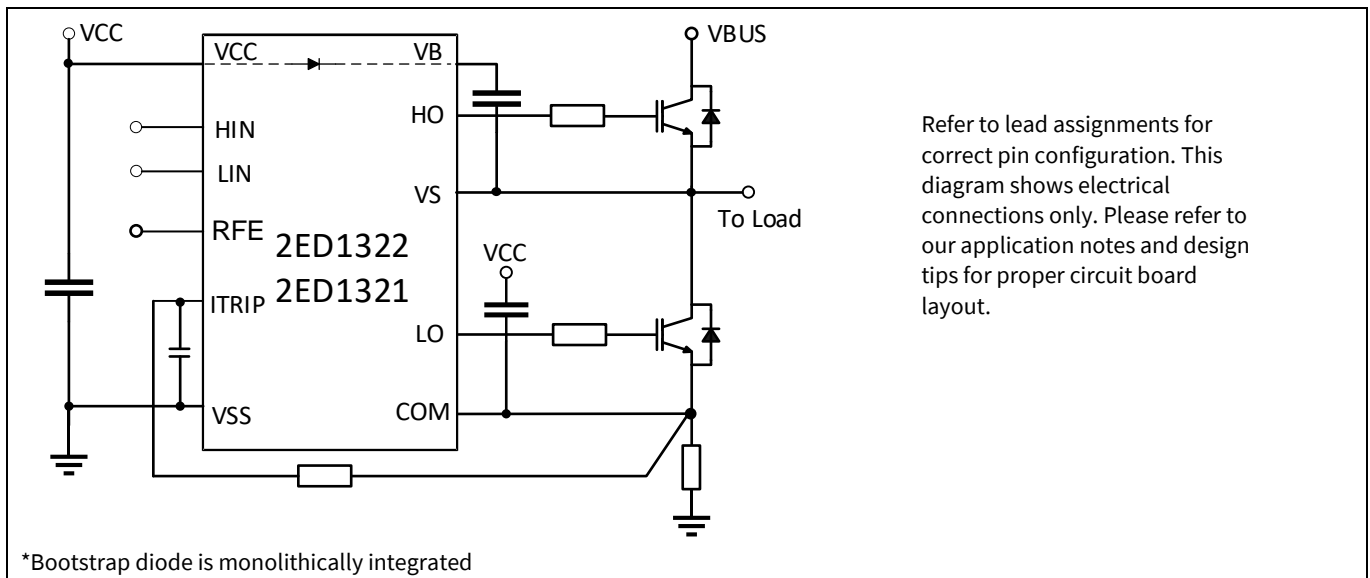 VCC
VBUS
VCC
VB
HO
HIN
LIN
VS
To Load
RFE
2ED1322
2ED1321
VCC
ITRIP
LO
VSS
COM
Refer to lead assignments for
correct pin configuration. This
diagram shows electrical
connections only. Please refer to
our application notes and design
tips for proper circuit board
layout.
*Bootstrap diode is monolithically integrated